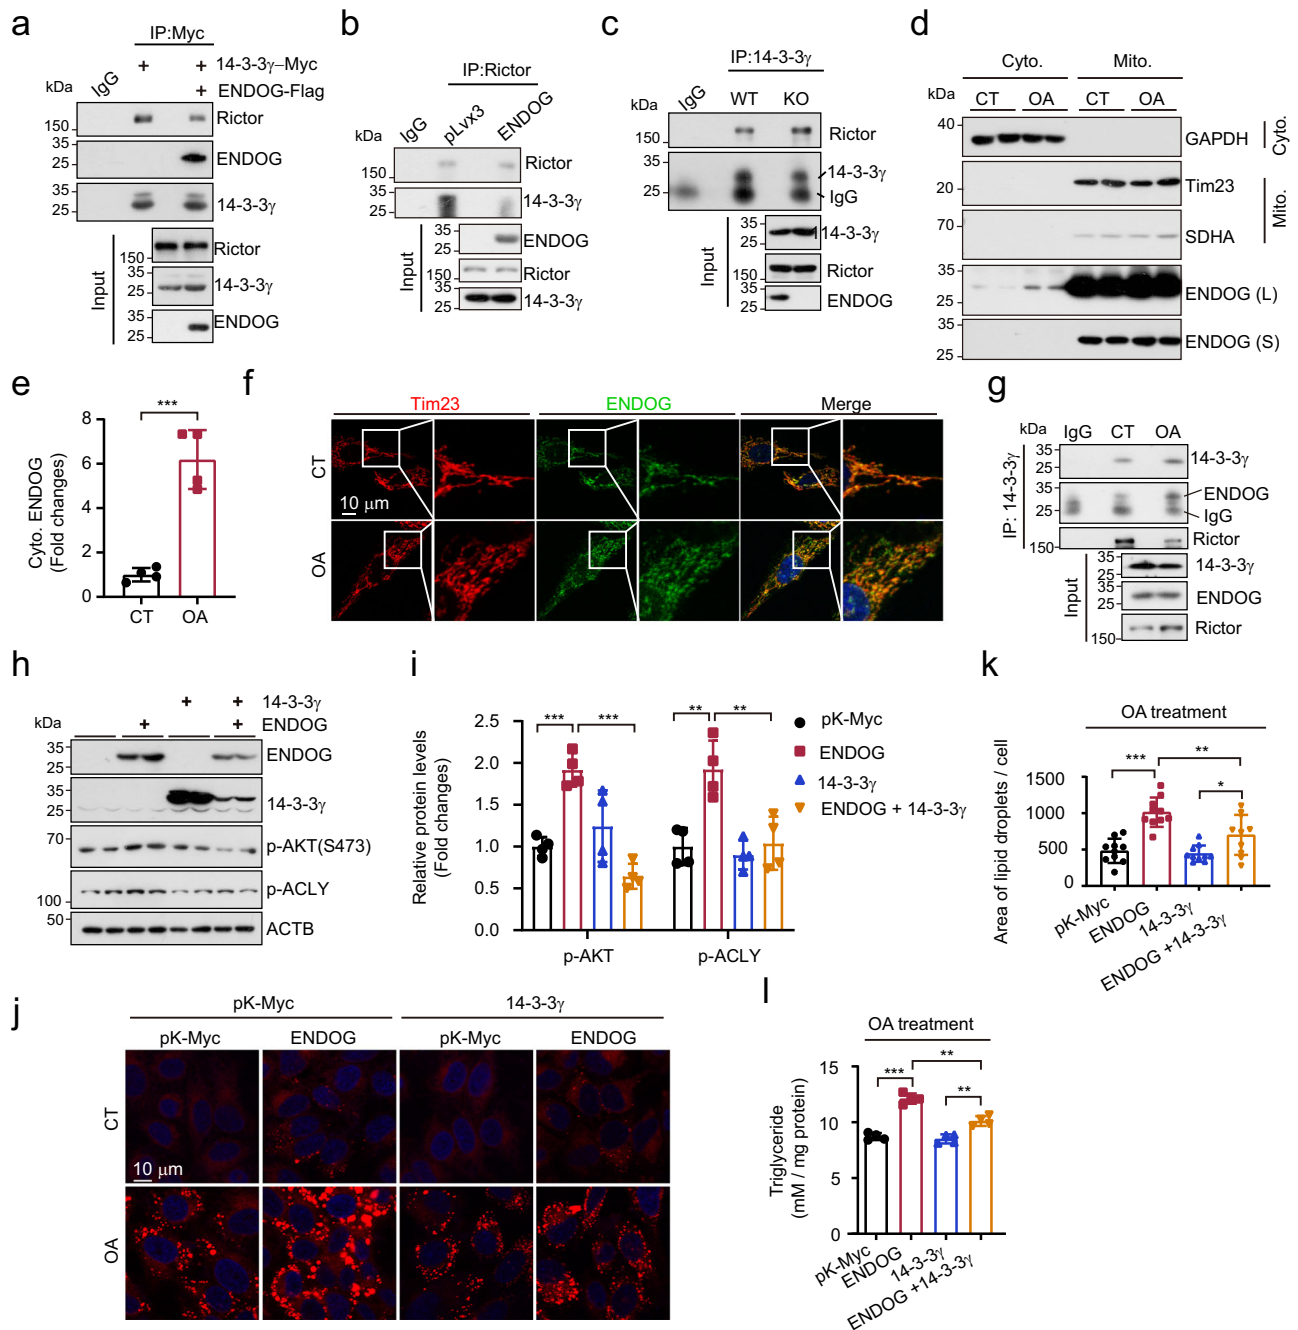 a
IP:Myc
IgG
+ + 14-3-3γ–Myc
+ ENDOG-Flag
kDa
150 Rictor
35
25 ENDOG
35
25 14-3-3γ
Input
150 Rictor
35
25 14-3-3γ
35
25 ENDOG
b
IP:Rictor
kDa
IgG
pLvx3
ENDOG
150 Rictor
35
25 14-3-3γ
Input
35
25 ENDOG
150 Rictor
35
25 14-3-3γ
c
IP:14-3-3γ
kDa
IgG
WT KO
150 Rictor
35 14-3-3γ
25 IgG
Input
35
25 14-3-3γ
150 Rictor
35
25 ENDOG
d
Cyto. Mito.
kDa
CT OA CT OA
40 GAPDH
Cyto.
20 Tim23
70 SDHA
Mito.
35
25 ENDOG (L)
35
25 ENDOG (S)
e
***
Cyto. ENDOG
(Fold changes)
8
6
4
2
0
CT OA
f
Tim23 ENDOG Merge
CT
10 μm
OA
g
kDa
IgG CT OA
IP: 14-3-3γ
35
25 14-3-3γ
35 ENDOG
25 IgG
150 Rictor
Input
35
25 14-3-3γ
35
25 ENDOG
150 Rictor
h
+ + 14-3-3γ
+ + ENDOG
kDa
35
25 ENDOG
35
25 14-3-3γ
70 p-AKT(S473)
100 p-ACLY
50 ACTB
i
Relative protein levels
(Fold changes)
2.5
2.0
1.5
1.0
0.5
0.0
*** *** ** **
p-AKT p-ACLY
pK-Myc
ENDOG
14-3-3γ
ENDOG + 14-3-3γ
k
OA treatment
Area of lipid droplets / cell
1500
1000
500
0
*** ** *
pK-Myc
ENDOG
14-3-3γ
ENDOG +14-3-3γ
j
pK-Myc 14-3-3γ
pK-Myc ENDOG pK-Myc ENDOG
CT
10 μm
OA
l
OA treatment
Triglyceride
(mM / mg protein)
15
10
5
0
*** ** **
pK-Myc
ENDOG
14-3-3γ
ENDOG +14-3-3γ